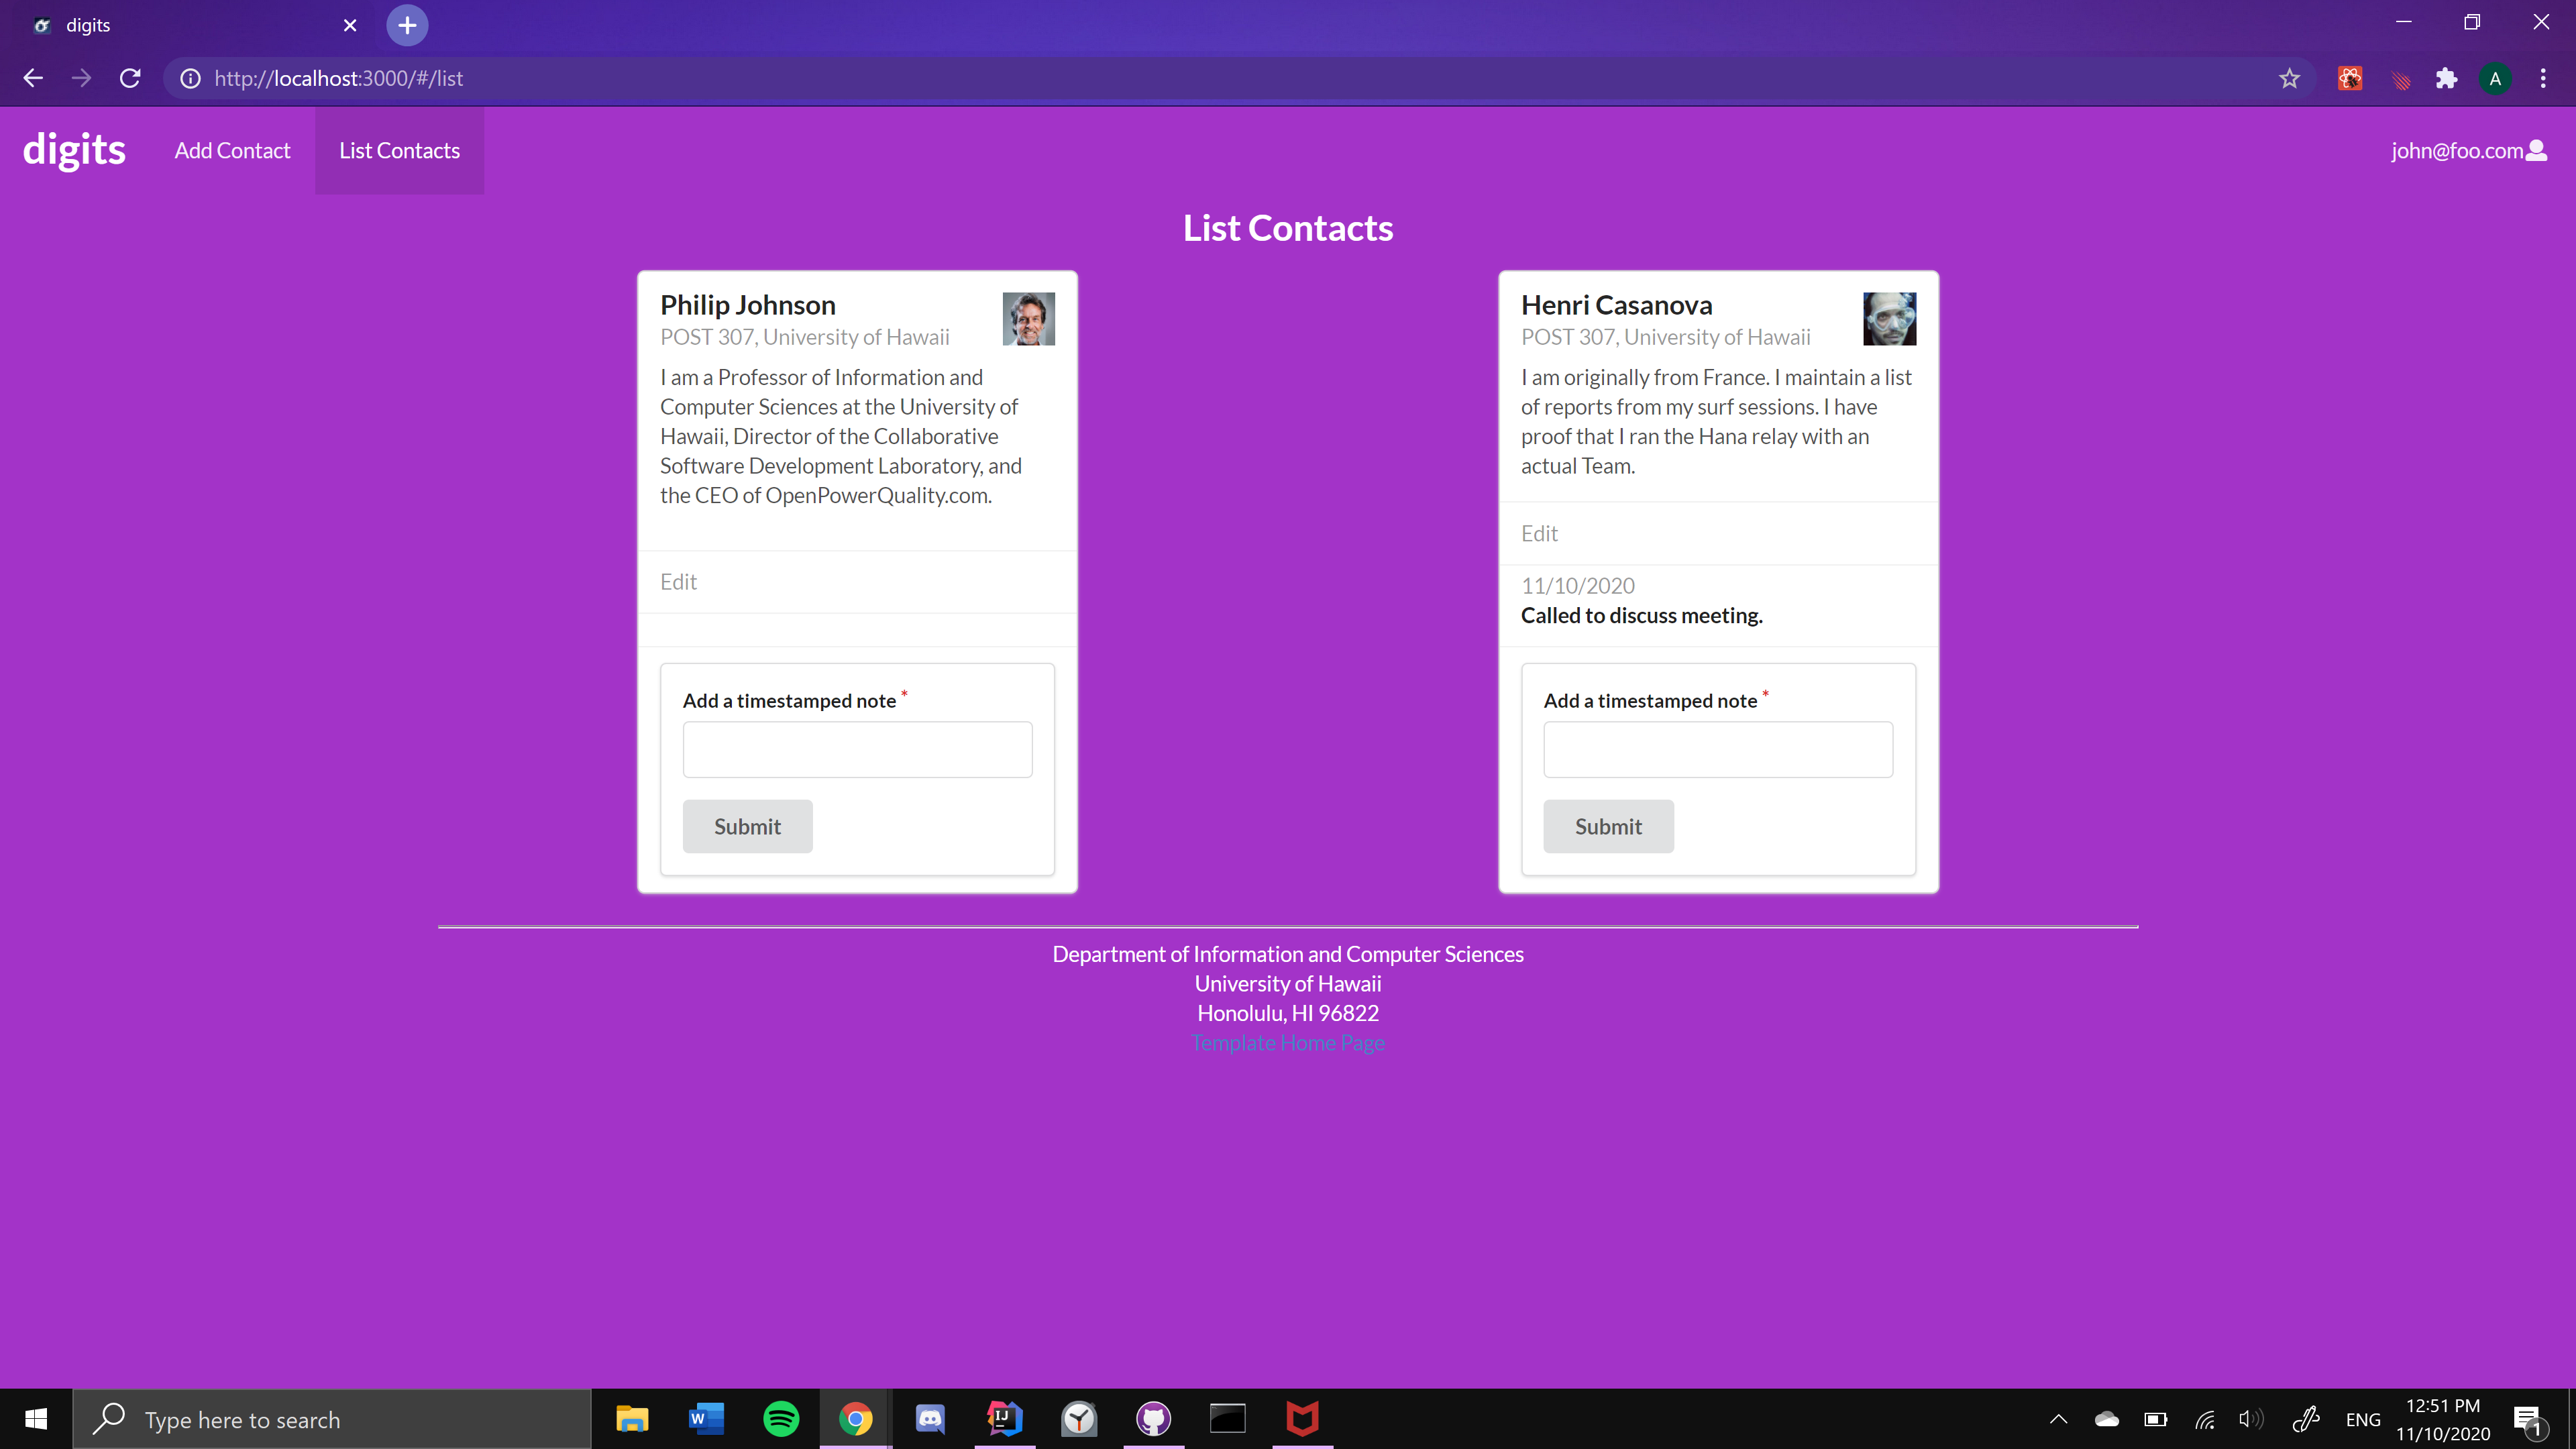 digits
http://localhost:3000/#/list
A
digits
Add Contact
List Contacts
john@foo.com
List Contacts
Philip Johnson
POST 307, University of Hawaii
I am a Professor of Information and
Computer Sciences at the University of
Hawaii, Director of the Collaborative
Software Development Laboratory, and
the CEO of OpenPowerQuality.com.
Edit
Add a timestamped note *
Submit
Henri Casanova
POST 307, University of Hawaii
I am originally from France. I maintain a list
of reports from my surf sessions. I have
proof that I ran the Hana relay with an
actual Team.
Edit
11/10/2020
Called to discuss meeting.
Add a timestamped note *
Submit
Department of Information and Computer Sciences
University of Hawaii
Honolulu, HI 96822
Template Home Page
Type here to search
W
IJ
ENG
12:51 PM
11/10/2020
1